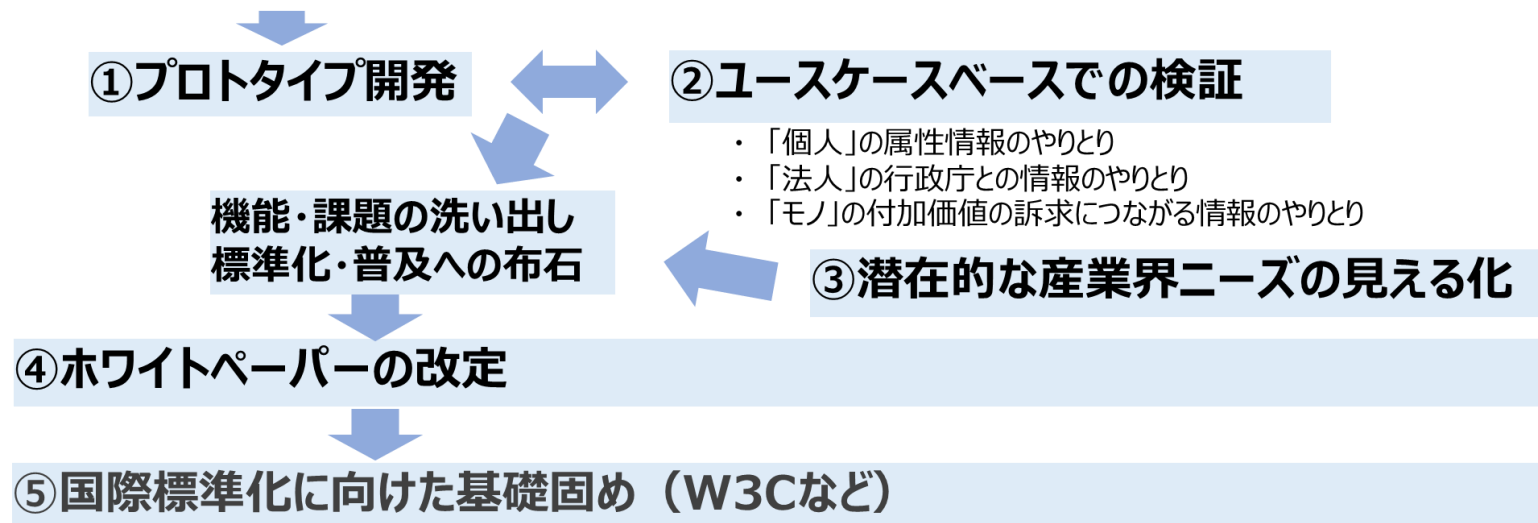 ①プロトタイプ開発
②ユースケースベースでの検証
・「個人」の属性情報のやりとり
・「法人」の行政庁との情報のやりとり
・「モノ」の付加価値の訴求につながる情報のやりとり
機能・課題の洗い出し
標準化・普及への布石
③潜在的な産業界ニーズの見える化
④ホワイトペーパーの改定
⑤国際標準化に向けた基礎固め（W3Cなど）